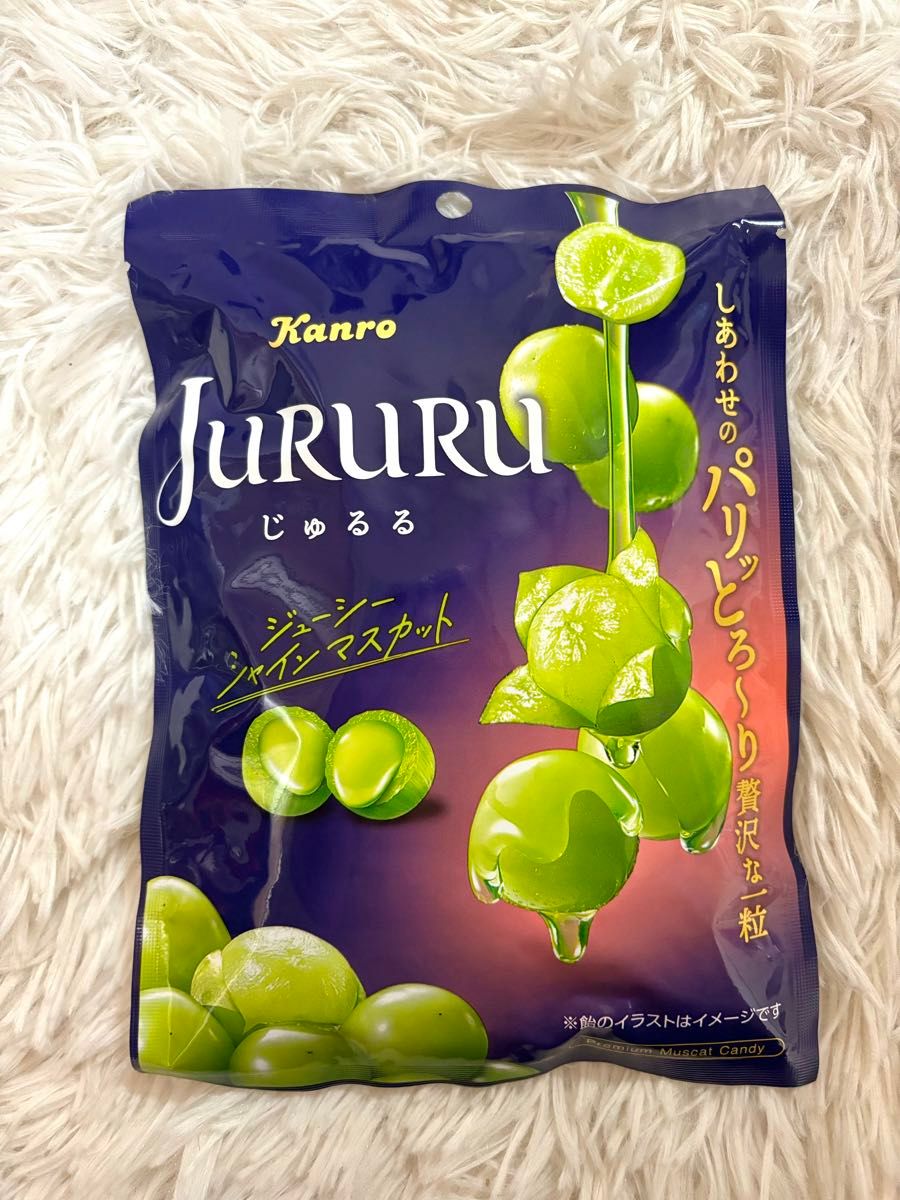 Kanro
JURURU
じゅるる
ジューシー
シャインマスカット
しあわせのパリッとろ〜り贅沢な一粒
※飴のイラストはイメージです
Premium Muscat Candy